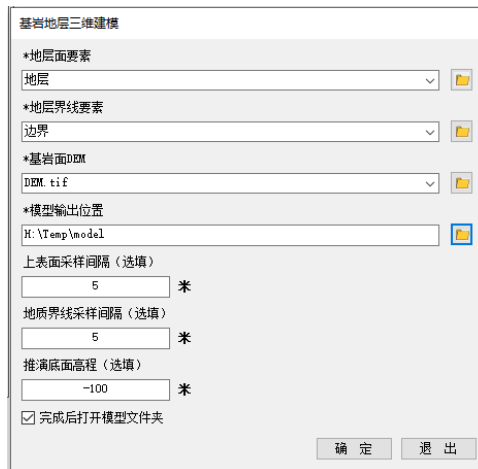 基岩地层三维建模
*地层面要素
地层
*地层界线要素
边界
*基岩面DEM
DEM.tif
*模型输出位置
H:\Temp\model
上表面采样间隔（选填）
5 米
地质界线采样间隔（选填）
5 米
推演底面高程（选填）
-100 米
完成后打开模型文件夹
确 定 退 出